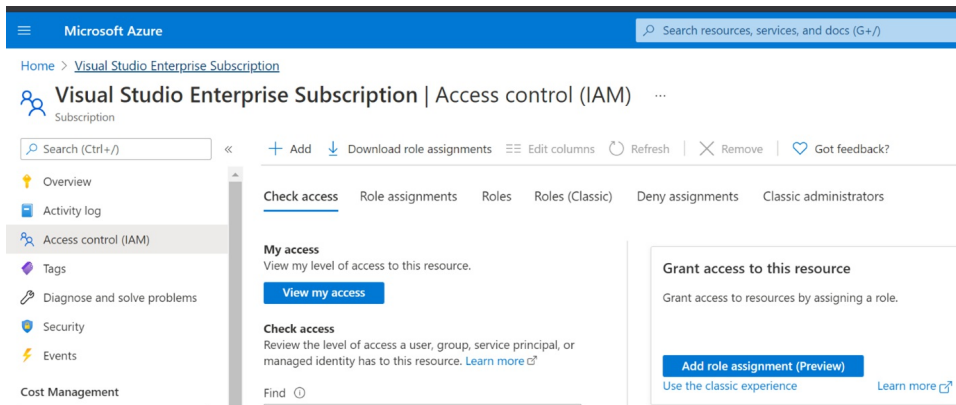 Microsoft Azure
Search resources, services, and docs (G+/)
Home > Visual Studio Enterprise Subscription
Visual Studio Enterprise Subscription | Access control (IAM) ...
Subscription
Search (Ctrl+/) «
+ Add Download role assignments Edit columns Refresh | Remove | Got feedback?
Overview
Activity log
Access control (IAM)
Tags
Diagnose and solve problems
Security
Events
Cost Management
Check access Role assignments Roles Roles (Classic) Deny assignments Classic administrators
My access
View my level of access to this resource.
View my access
Check access
Review the level of access a user, group, service principal, or
managed identity has to this resource. Learn more
Find
Grant access to this resource
Grant access to resources by assigning a role.
Add role assignment (Preview)
Use the classic experience Learn more